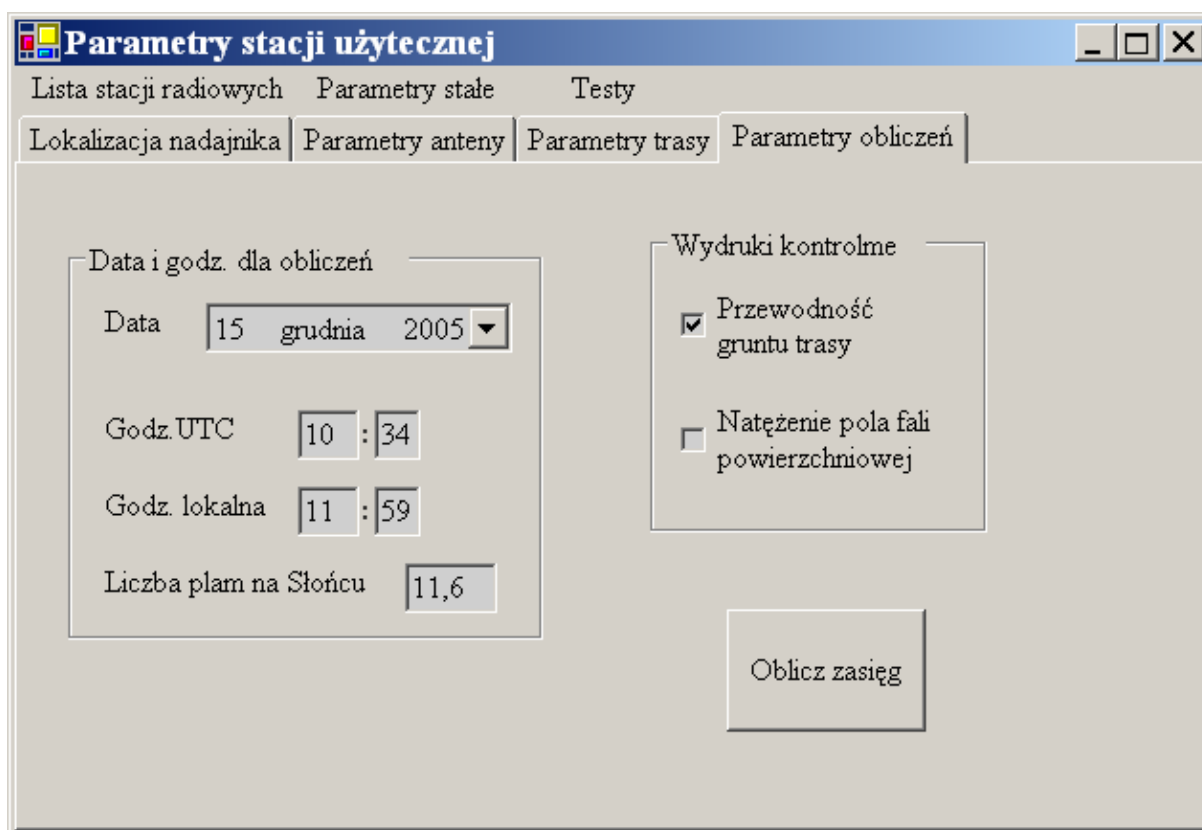 Parametry stacji użytecznej
Lista stacji radiowych Parametry stałe Testy
Lokalizacja nadajnika Parametry anteny Parametry trasy Parametry obliczeń
Data i godz. dla obliczeń
Data 15 grudnia 2005
Godz.UTC 10 : 34
Godz. lokalna 11 : 59
Liczba plam na Słońcu 11,6
Wydruki kontrolme
Przewodność
gruntu trasy
Natężenie pola fali
powierzchniowej
Oblicz zasięg